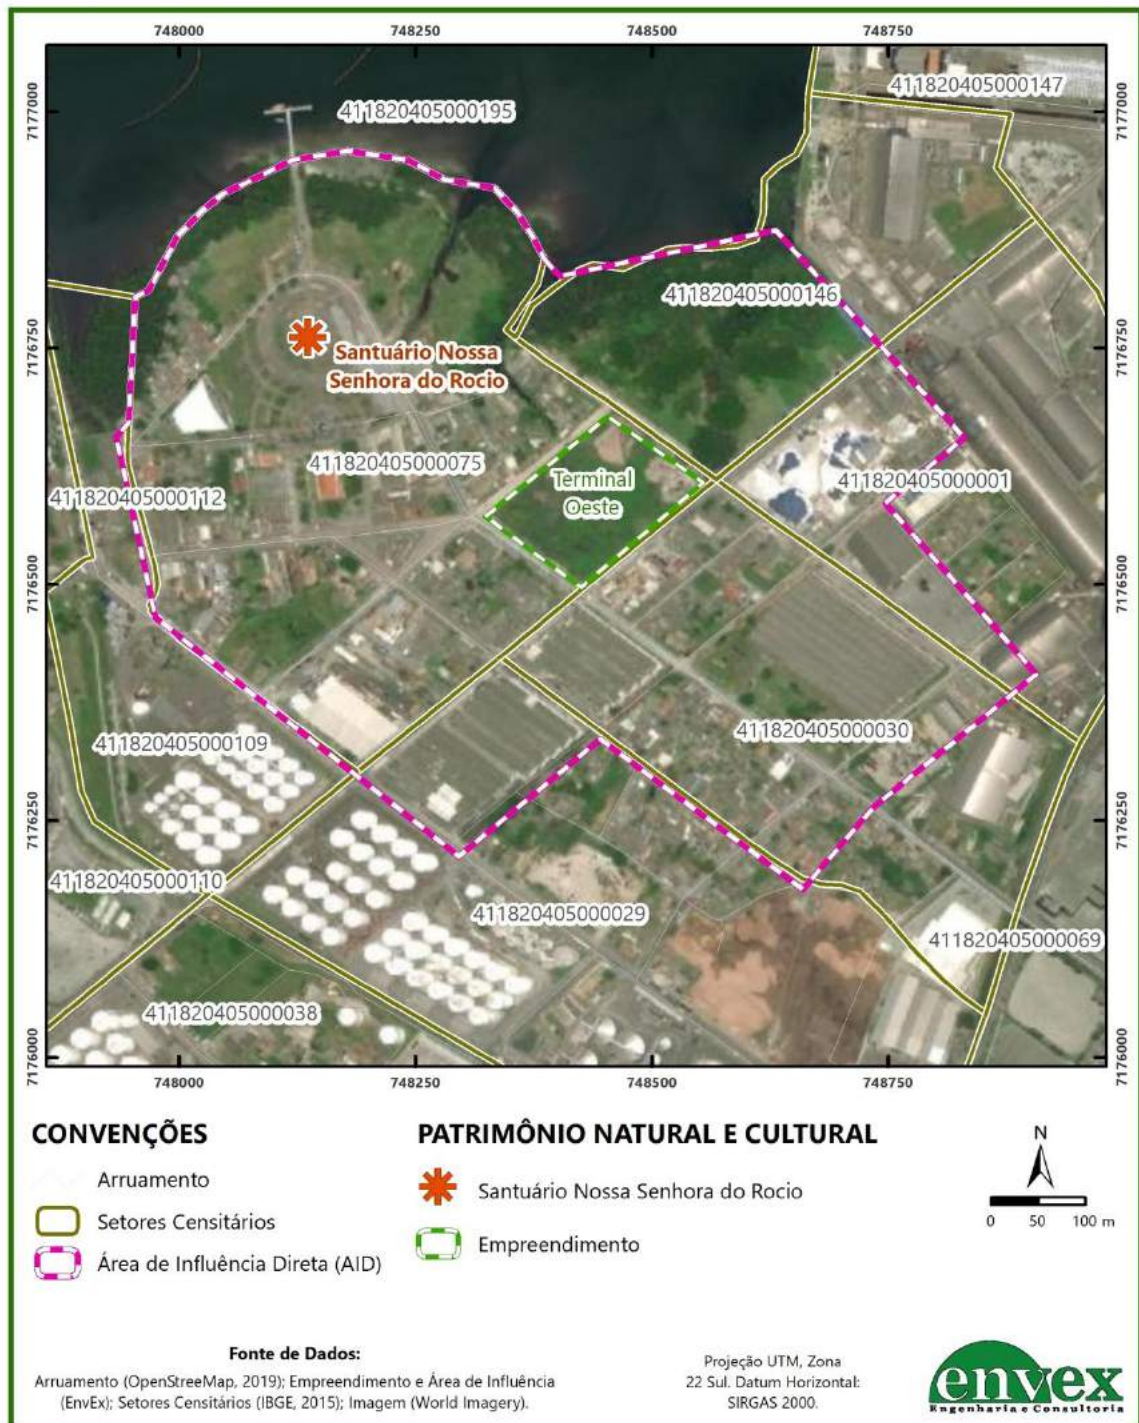 748000
748250
748500
748750
7177000
7177000
411820405000147
411820405000195
411820405000146
7176750
7176750
Santuário Nossa
Senhora do Rocio
411820405000075
Terminal
Oeste
411820405000001
411820405000112
7176500
7176500
411820405000109
411820405000030
7176250
7176250
411820405000110
411820405000029
411820405000069
411820405000038
7176000
7176000
748000
748250
748500
748750
CONVENÇÕES
Arruamento
Setores Censitários
Área de Influência Direta (AID)
PATRIMÔNIO NATURAL E CULTURAL
Santuário Nossa Senhora do Rocio
Empreendimento
N
0 50 100 m
Fonte de Dados:
Arruamento (OpenStreeMap, 2019); Empreendimento e Área de Influência
(EnvEx); Setores Censitários (IBGE, 2015); Imagem (World Imagery).
Projeção UTM, Zona
22 Sul. Datum Horizontal:
SIRGAS 2000.
envex
Engenharia e Consultoria